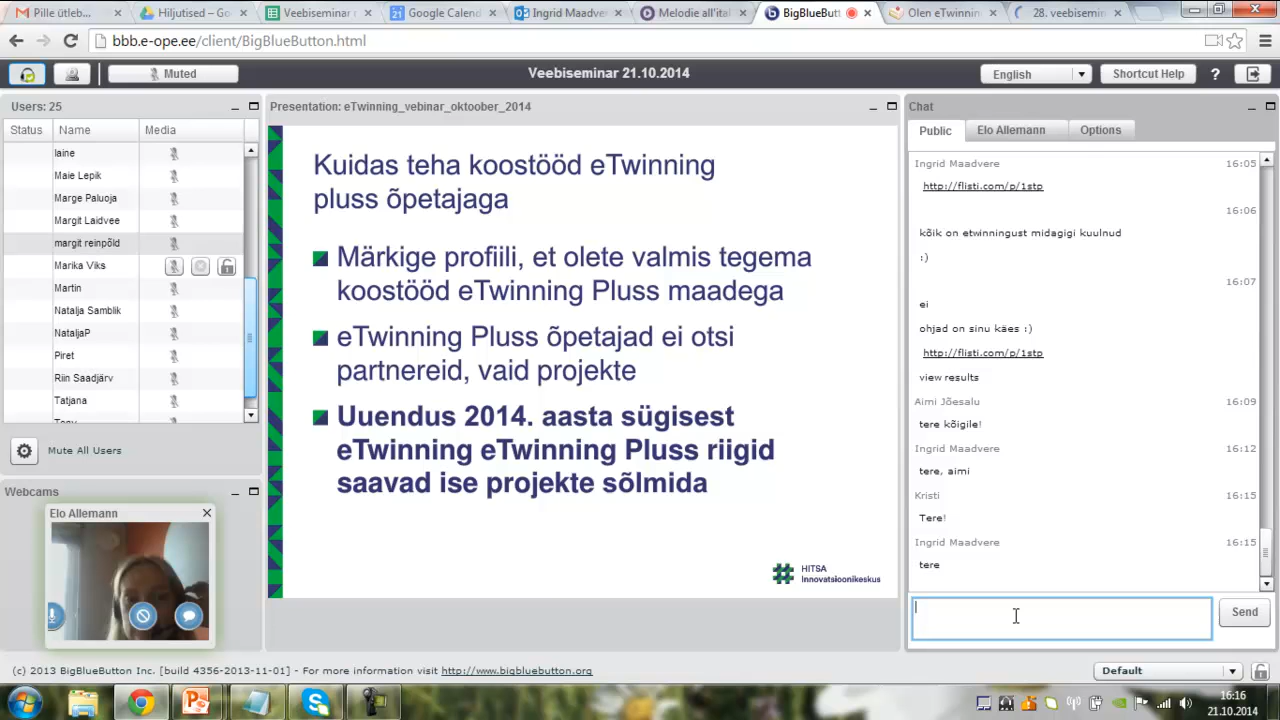 Pille ütleb
Hiljutised – Go
Veebiseminar
Google Calen
Ingrid Maadve
Melodie all'ital
BigBlueButt
Olen eTwinnin
28. veebisemin
bbb.e-ope.ee/client/BigBlueButton.html
Muted
Veebiseminar 21.10.2014
English
Shortcut Help
?
Users: 25
Status Name Media
laine
Maie Lepik
Marge Paluoja
Margit Laidvee
margit reinpõld
Marika Viks
Martin
Natalja Samblik
NataljaP
Piret
Riin Saadjärv
Tatjana
Mute All Users
Webcams
Elo Allemann
Presentation: eTwinning_vebinar_oktoober_2014
Kuidas teha koostööd eTwinning
pluss õpetajaga
Märkige profiili, et olete valmis tegema
koostööd eTwinning Pluss maadega
eTwinning Pluss õpetajad ei otsi
partnereid, vaid projekte
Uuendus 2014. aasta sügisest
eTwinning eTwinning Pluss riigid
saavad ise projekte sõlmida
HITSA
Innovatsioonikeskus
Chat
Public Elo Allemann Options
Ingrid Maadvere 16:05
http://flisti.com/p/1stp
16:06
kõik on etwinningust midagigi kuulnud
:)
16:07
ei
ohjad on sinu käes :)
http://flisti.com/p/1stp
view results
Aimi Jõesalu 16:09
tere kõigile!
Ingrid Maadvere 16:12
tere, aimi
Kristi 16:15
Tere!
Ingrid Maadvere 16:15
tere
Send
(c) 2013 BigBlueButton Inc. [build 4356-2013-11-01] - For more information visit http://www.bigbluebutton.org
Default
16:16
21.10.2014